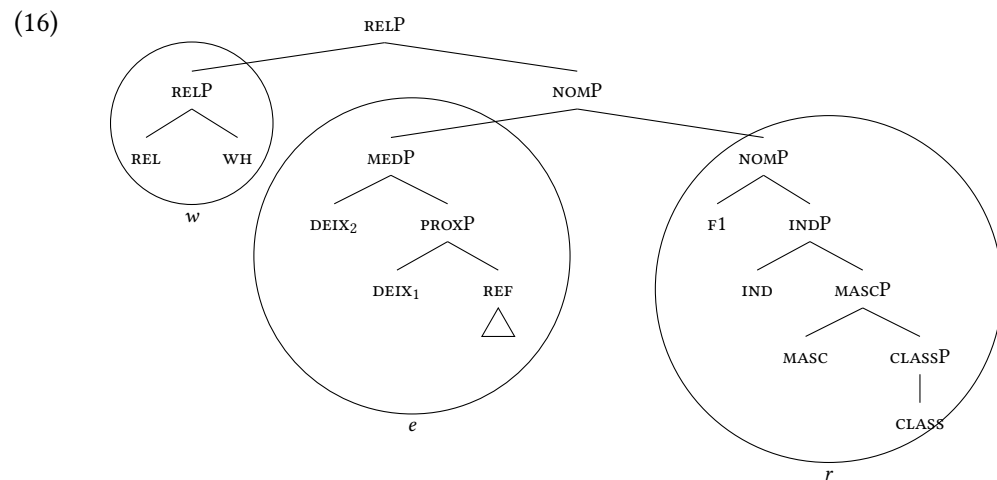 (16)
RELP
RELP NOMP
REL WH MEDP NOMP
w
DEIX₂ PROXP F1 INDP
DEIX₁ REF IND MASCP
MASC CLASSP
e CLASS
r